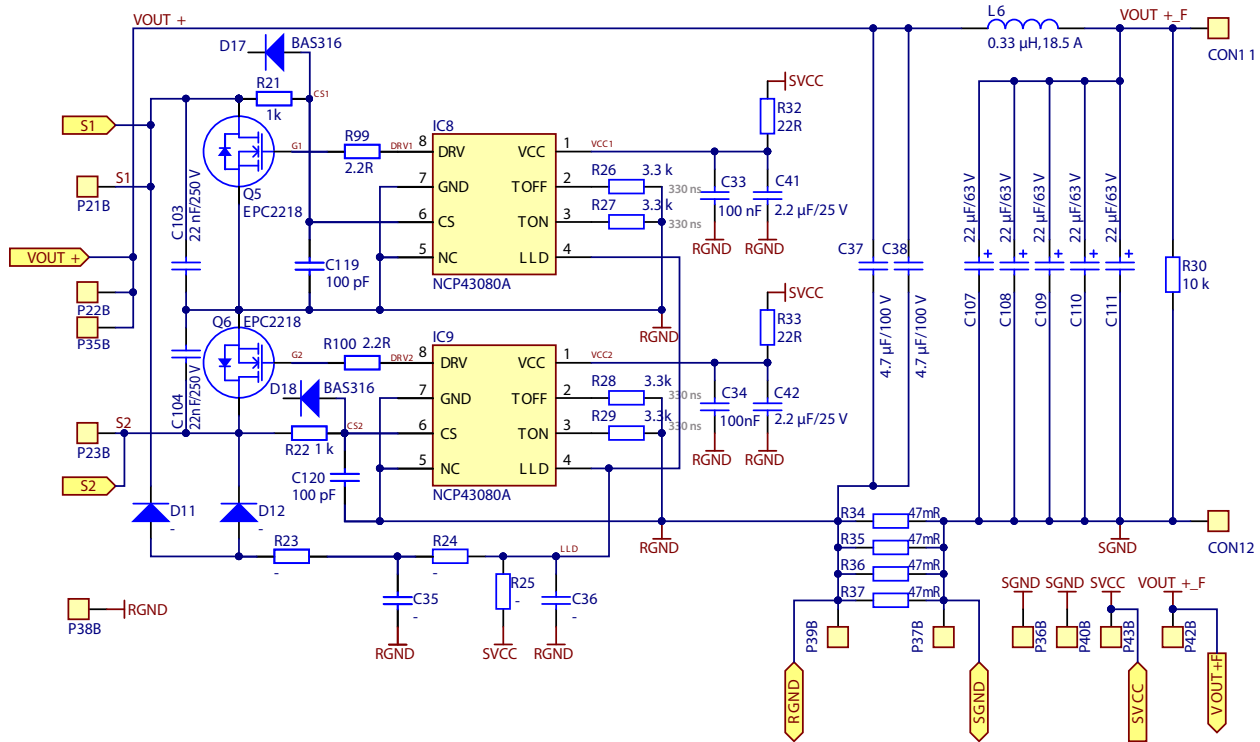 VOUT +
L6
VOUT +_F
0.33 µH,18.5 A
CON1 1
D17
BAS316
SVCC
R21
1k
CS1
R32
22R
S1
IC8
R99
2.2R
G1
DRV1
8
DRV
VCC
1
VCC1
7
GND
TOFF
2
R26
3.3 k
330 ns
6
CS
TON
3
R27
3.3 k
330 ns
5
NC
LLD
4
NCP43080A
C33
100 nF
C41
2.2 µF/25 V
RGND
RGND
S1
P21B
Q5
EPC2218
C103
22 nF/250 V
VOUT +
C119
100 pF
P22B
P35B
C37
C38
4.7 µF/100 V
4.7 µF/100 V
22 µF/63 V
22 µF/63 V
22 µF/63 V
22 µF/63 V
22 µF/63 V
C107
C108
C109
C110
C111
R30
10 k
SVCC
R33
22R
RGND
Q6
EPC2218
IC9
R100
2.2R
G2
DRV2
8
DRV
VCC
1
VCC2
7
GND
TOFF
2
R28
3.3k
330 ns
6
CS
TON
3
R29
3.3k
330 ns
5
NC
LLD
4
NCP43080A
C34
100nF
C42
2.2 µF/25 V
RGND
RGND
C104
22n F/250 V
D18
BAS316
S2
P23B
CS2
R22
1 k
S2
C120
100 pF
D11
-
D12
-
RGND
R34
47mR
R35
47mR
R36
47mR
R37
47mR
SGND
CON12
R23
-
R24
-
LLD
R25
-
C35
-
C36
-
P38B
RGND
RGND
SVCC
RGND
P39B
P37B
SGND
SGND
SVCC
VOUT +_F
P36B
P40B
P43B
P42B
RGND
SGND
SVCC
VOUT+F